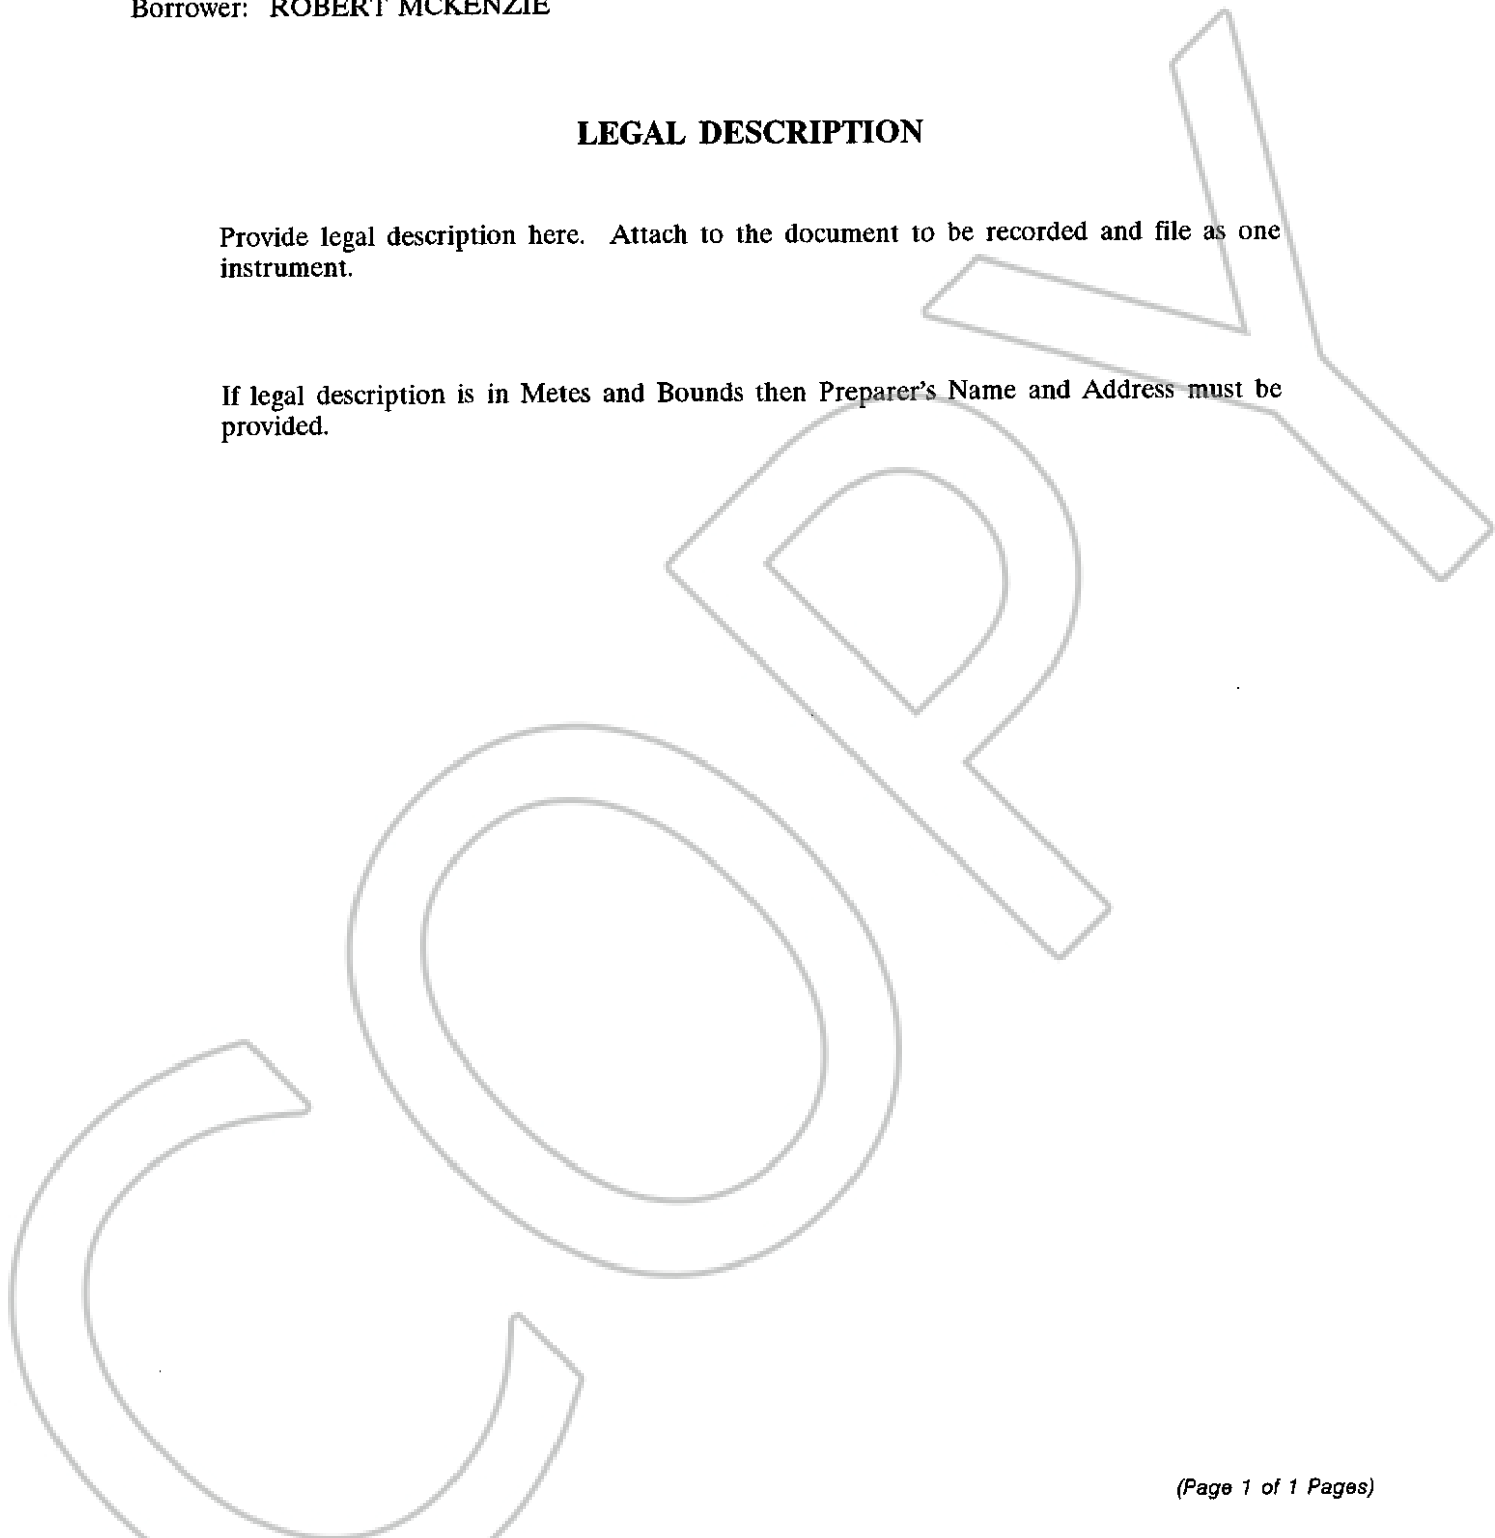 Borrower: ROBERT MCKENZIE
LEGAL DESCRIPTION
Provide legal description here. Attach to the document to be recorded and file as one
instrument.
If legal description is in Metes and Bounds then Preparer's Name and Address must be
provided.
COPY
(Page 1 of 1 Pages)